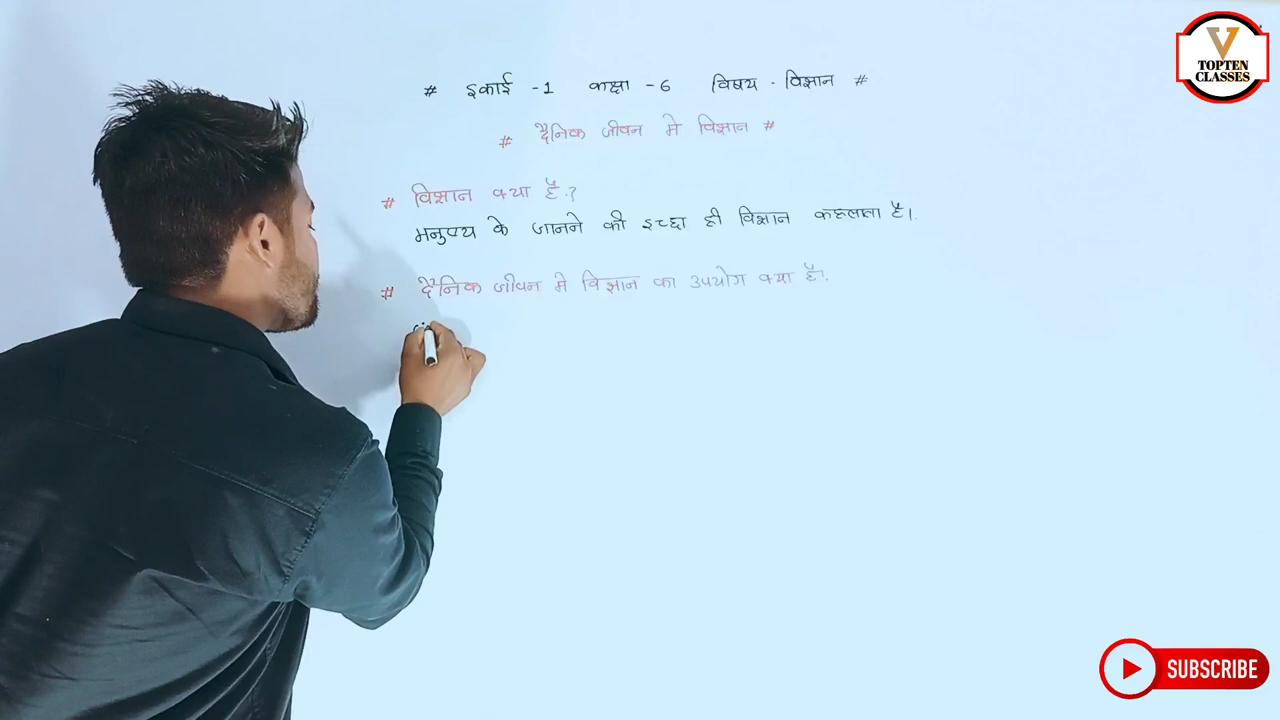 # इकाई -1 कक्षा -6 विषय - विज्ञान #
# दैनिक जीवन मे विज्ञान #
# विज्ञान क्या है.?
मनुष्य के जानने की इच्छा ही विज्ञान कहलाता है।
# दैनिक जीवन मे विज्ञान का उपयोग क्या है।.
V
TOPTEN
CLASSES
SUBSCRIBE